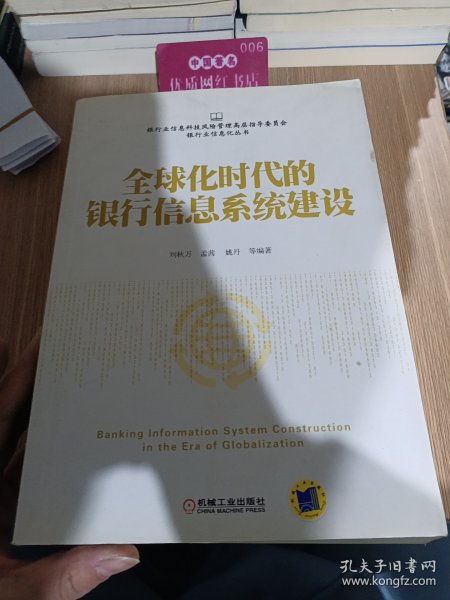 006
中国书店
银行业信息科技风险管理高层指导委员会
银行业信息化丛书
全球化时代的
银行信息系统建设
刘秋万 孟茜 姚丹 等编著
Banking Information System Construction
in the Era of Globalization
机械工业出版社
CHINA MACHINE PRESS
孔夫子旧书网
www.kongfz.com